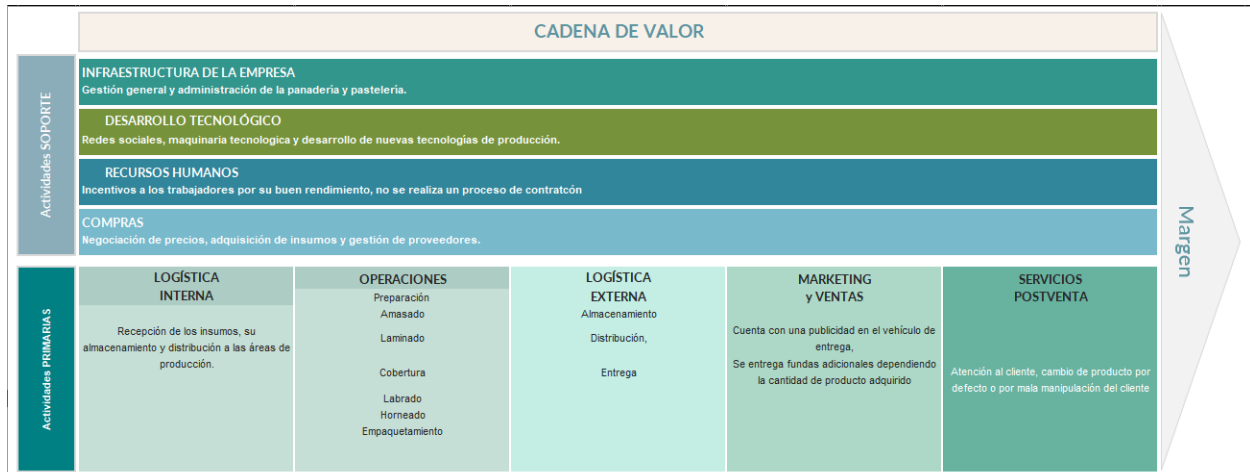 CADENA DE VALOR
Actividades SOPORTE
INFRAESTRUCTURA DE LA EMPRESA
Gestión general y administración de la panadería y pastelería.
DESARROLLO TECNOLÓGICO
Redes sociales, maquinaria tecnologica y desarrollo de nuevas tecnologías de producción.
RECURSOS HUMANOS
Incentivos a los trabajadores por su buen rendimiento, no se realiza un proceso de contratcón
COMPRAS
Negociación de precios, adquisición de insumos y gestión de proveedores.
Actividades PRIMARIAS
LOGÍSTICA
INTERNA
Recepción de los insumos, su
almacenamiento y distribución a las áreas de
producción.
OPERACIONES
Preparación
Amasado
Laminado
Cobertura
Labrado
Horneado
Empaquetamiento
LOGÍSTICA
EXTERNA
Almacenamiento
Distribución,
Entrega
MARKETING
y VENTAS
Cuenta con una publicidad en el vehículo de
entrega,
Se entrega fundas adicionales dependiendo
la cantidad de producto adquirido
SERVICIOS
POSTVENTA
Atención al cliente, cambio de producto por
defecto o por mala manipulación del cliente
Margen